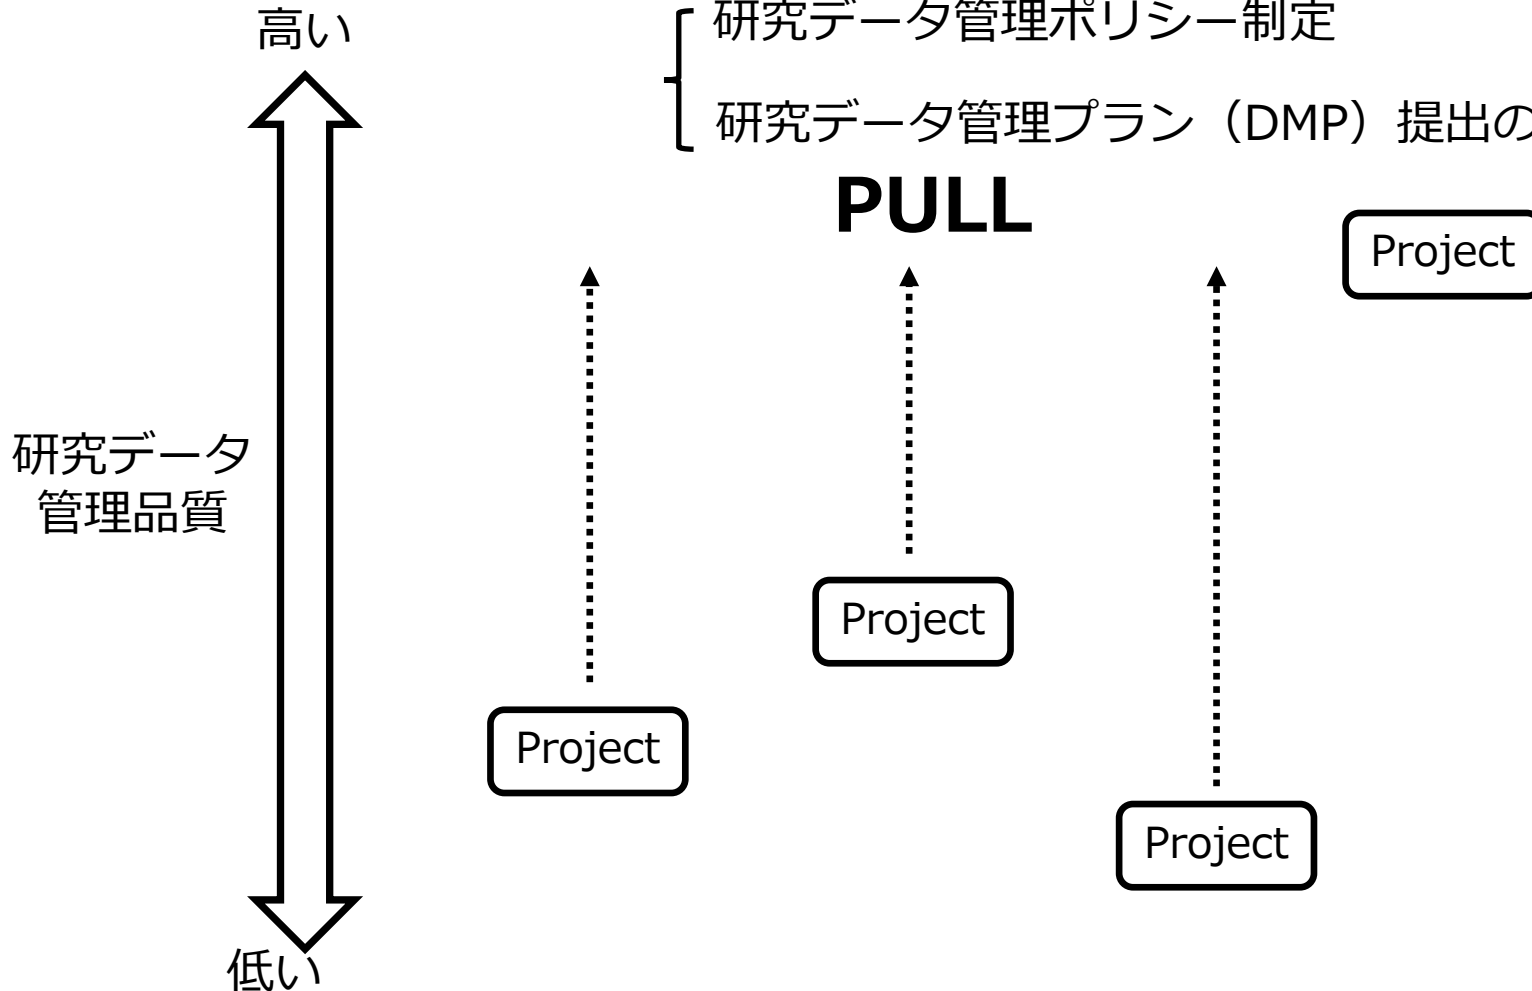 高い
研究データ管理ポリシー制定
研究データ管理プラン（DMP）提出の
PULL
Project
研究データ
管理品質
Project
Project
Project
低い